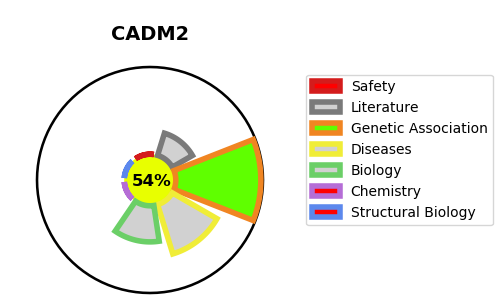 CADM2
54%
Safety
Literature
Genetic Association
Diseases
Biology
Chemistry
Structural Biology